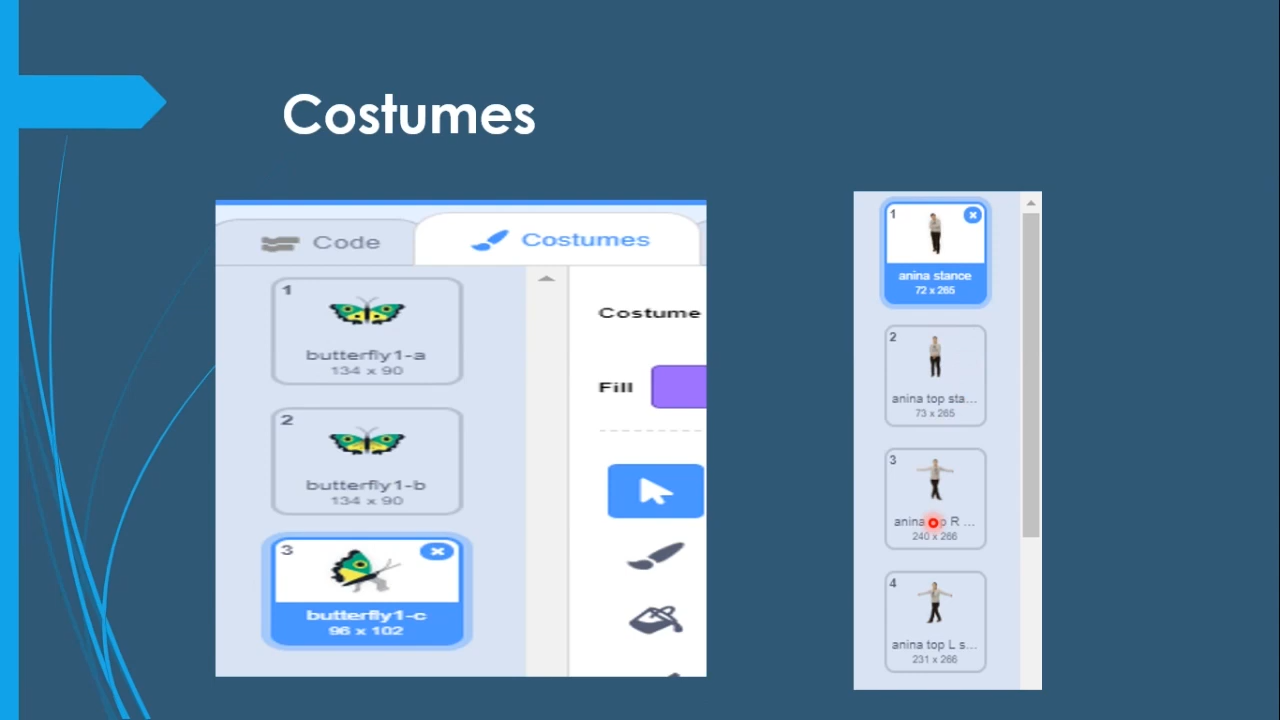 Costumes
Code
Costumes
1
butterfly1-a
134 x 90
2
butterfly1-b
134 x 90
3
butterfly1-c
96 x 102
Costume
Fill
1
anina stance
72 x 265
2
anina top sta...
73 x 265
3
anina R ...
240 x 266
4
anina top L s...
231 x 266